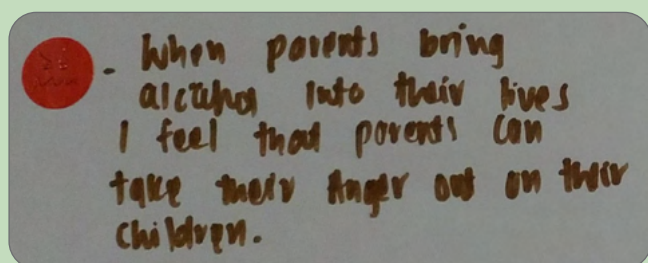 - When parents bring
alcohol into their lives
I feel that parents can
take their Anger out on their
children.